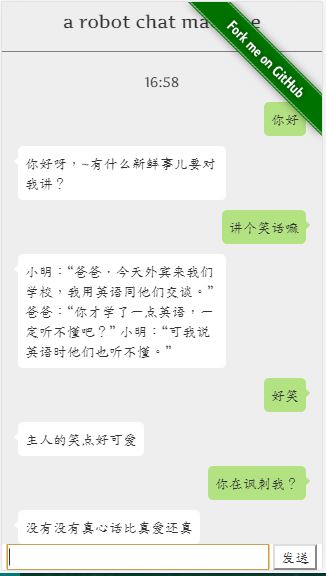 a robot chat ma e
Fork me on GitHub
16:58
你好
你好呀，~有什么新鲜事儿要对
我讲？
讲个笑话嘛
小明：“爸爸，今天外宾来我们
学校，我用英语同他们交谈。”
爸爸：“你才学了一点英语，一
定听不懂吧？” 小明：“可我说
英语时他们也听不懂。”
好笑
主人的笑点好可爱
你在讽刺我？
没有没有真心话比真爱还真
发送